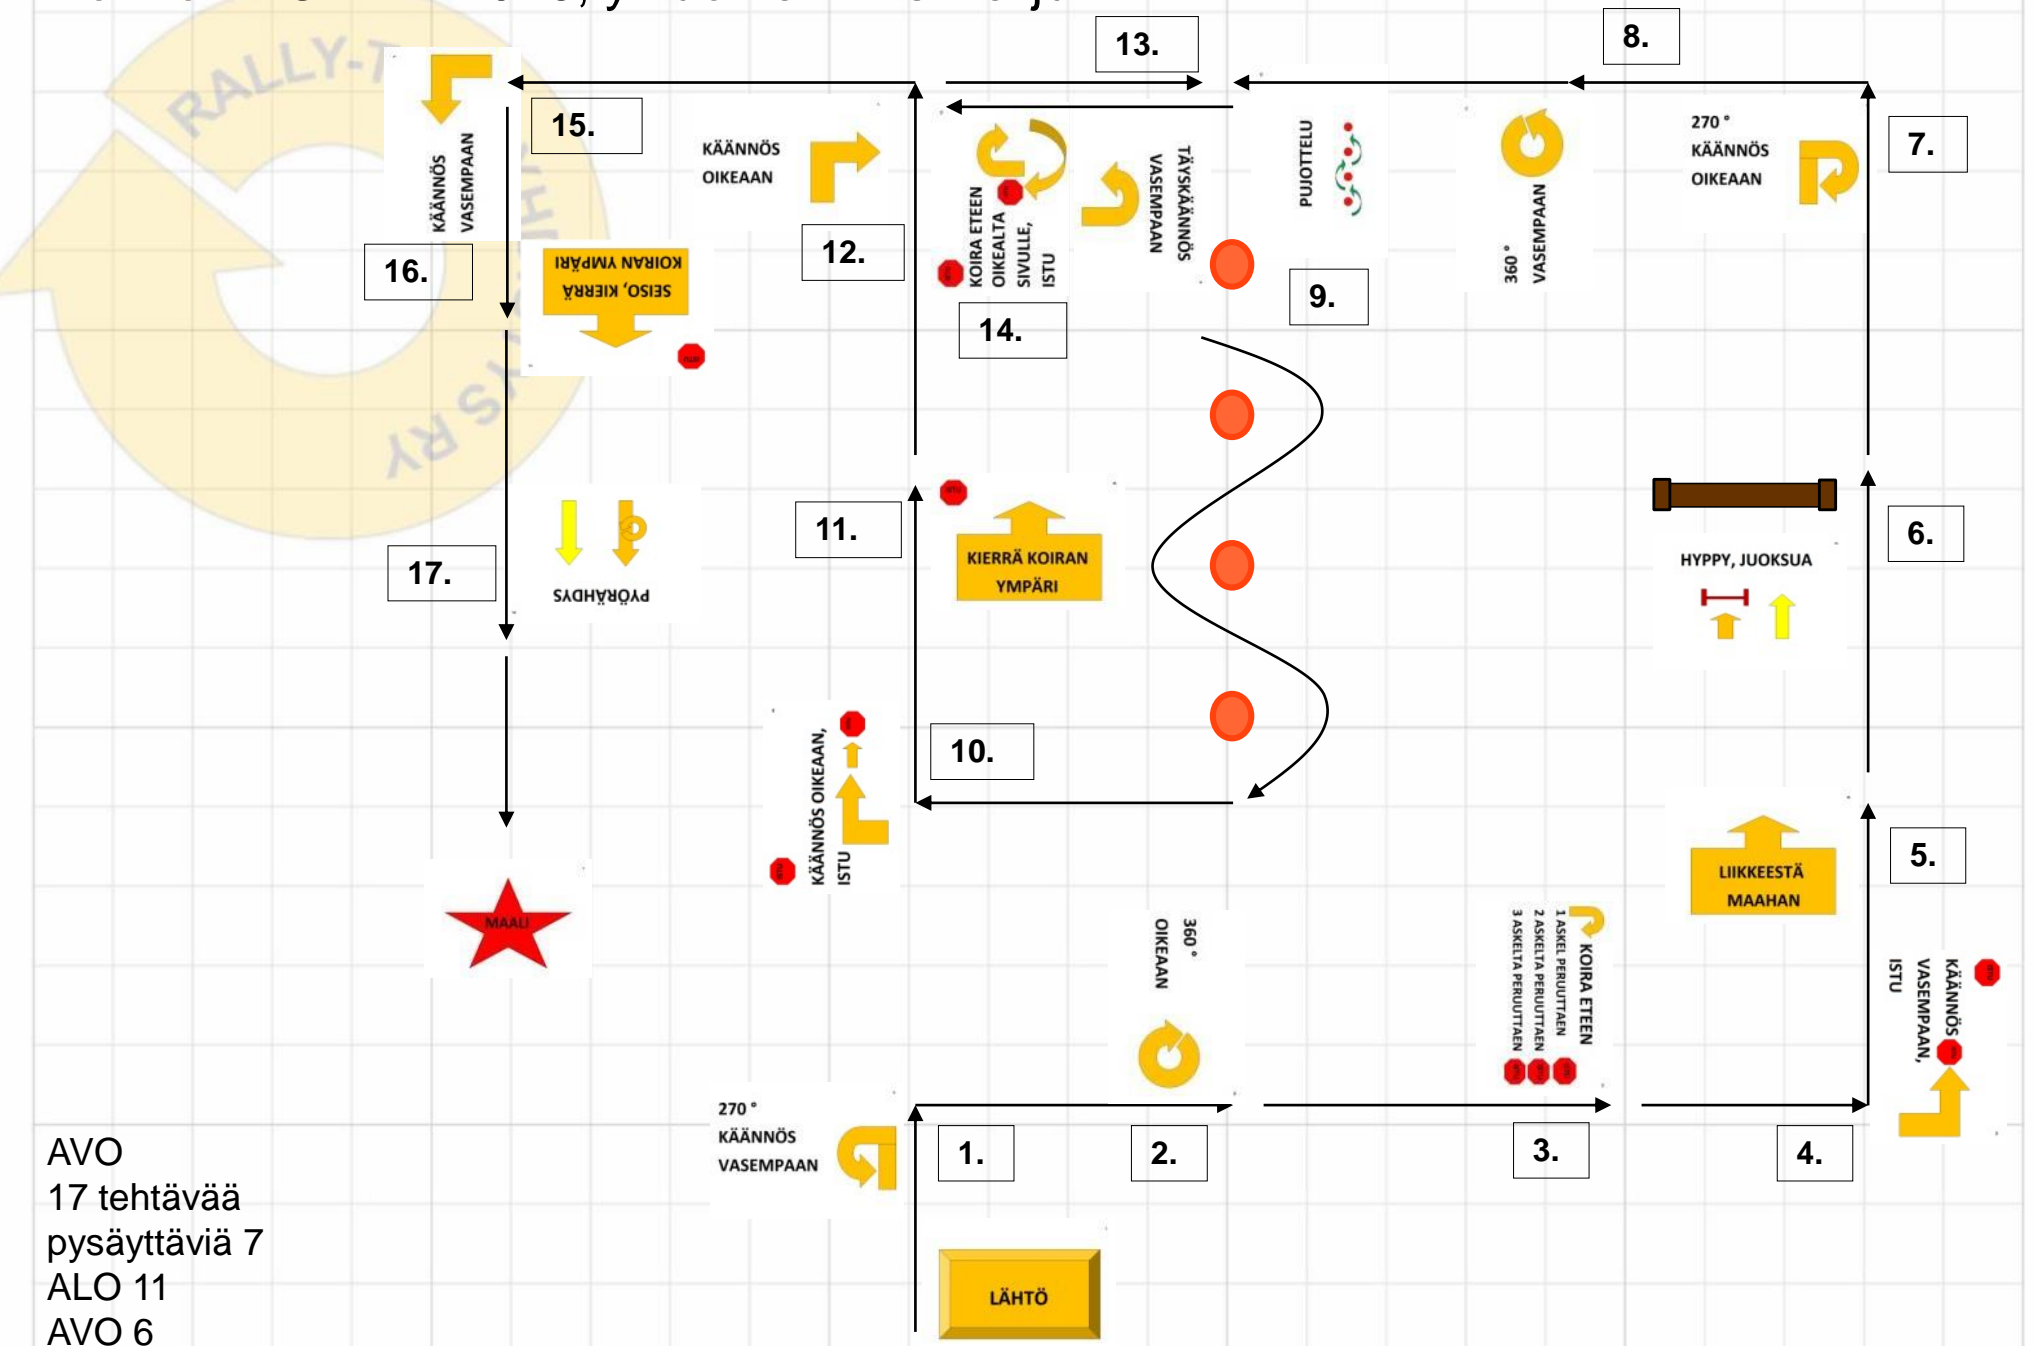 RALLY-T
YHDISTYS RY
13.
8.
KÄÄNNÖS
VASEMPAAN
15.
KÄÄNNÖS
OIKEAAN
12.
KOIRA ETEEN
OIKEALTA
SIVULLE,
ISTU
14.
TÄYSKÄÄNNÖS
VASEMPAAN
PUJOTTELU
9.
360 °
VASEMPAAN
270 °
KÄÄNNÖS
OIKEAAN
7.
16.
SEISO, KIERRÄ
KOIRAN YMPÄRI
ISTU
17.
PYÖRÄHDYS
11.
KIERRÄ KOIRAN
YMPÄRI
HYPPY, JUOKSUA
6.
KÄÄNNÖS OIKEAAN,
ISTU
10.
LIIKKEESTÄ
MAAHAN
5.
MAALI
360 °
OIKEAAN
KOIRA ETEEN
1 ASKEL PERUUTTAEN
2 ASKELTA PERUUTTAEN
3 ASKELTA PERUUTTAEN
KÄÄNNÖS
VASEMPAAN,
ISTU
270 °
KÄÄNNÖS
VASEMPAAN
1.
2.
3.
4.
LÄHTÖ
AVO
17 tehtävää
pysäyttäviä 7
ALO 11
AVO 6